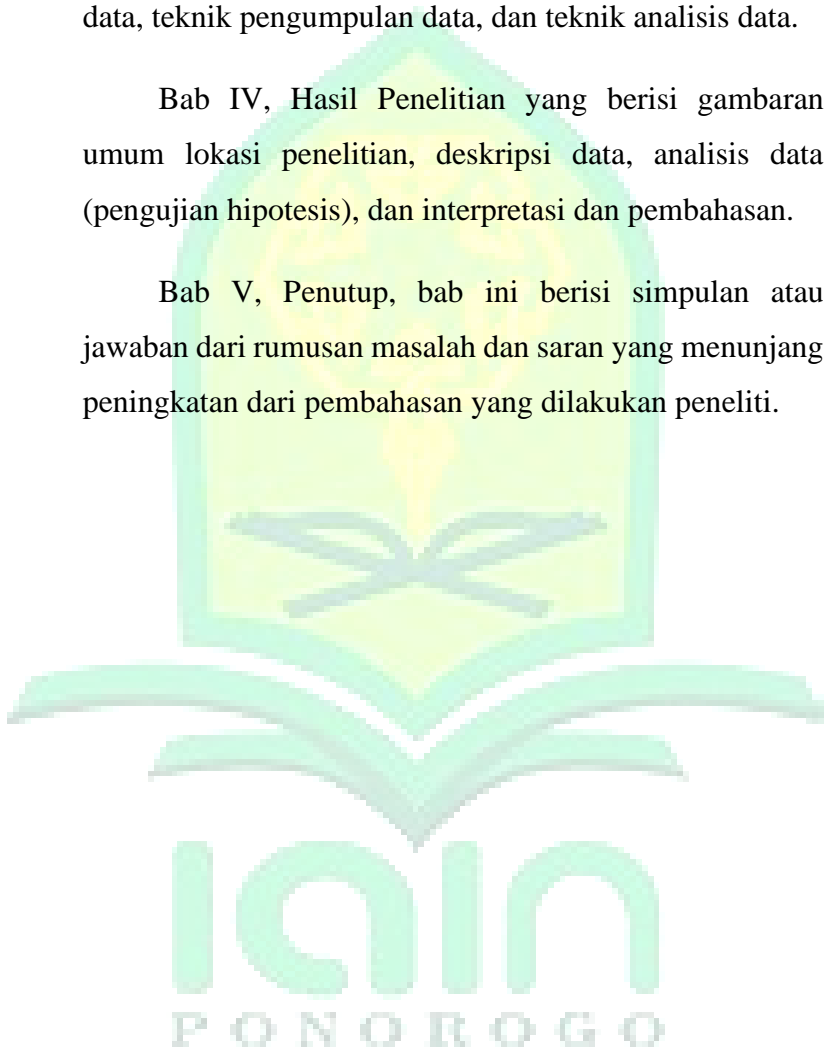 data, teknik pengumpulan data, dan teknik analisis data.
Bab IV, Hasil Penelitian yang berisi gambaran
umum lokasi penelitian, deskripsi data, analisis data
(pengujian hipotesis), dan interpretasi dan pembahasan.
Bab V, Penutup, bab ini berisi simpulan atau
jawaban dari rumusan masalah dan saran yang menunjang
peningkatan dari pembahasan yang dilakukan peneliti.
iain
PONOROGO